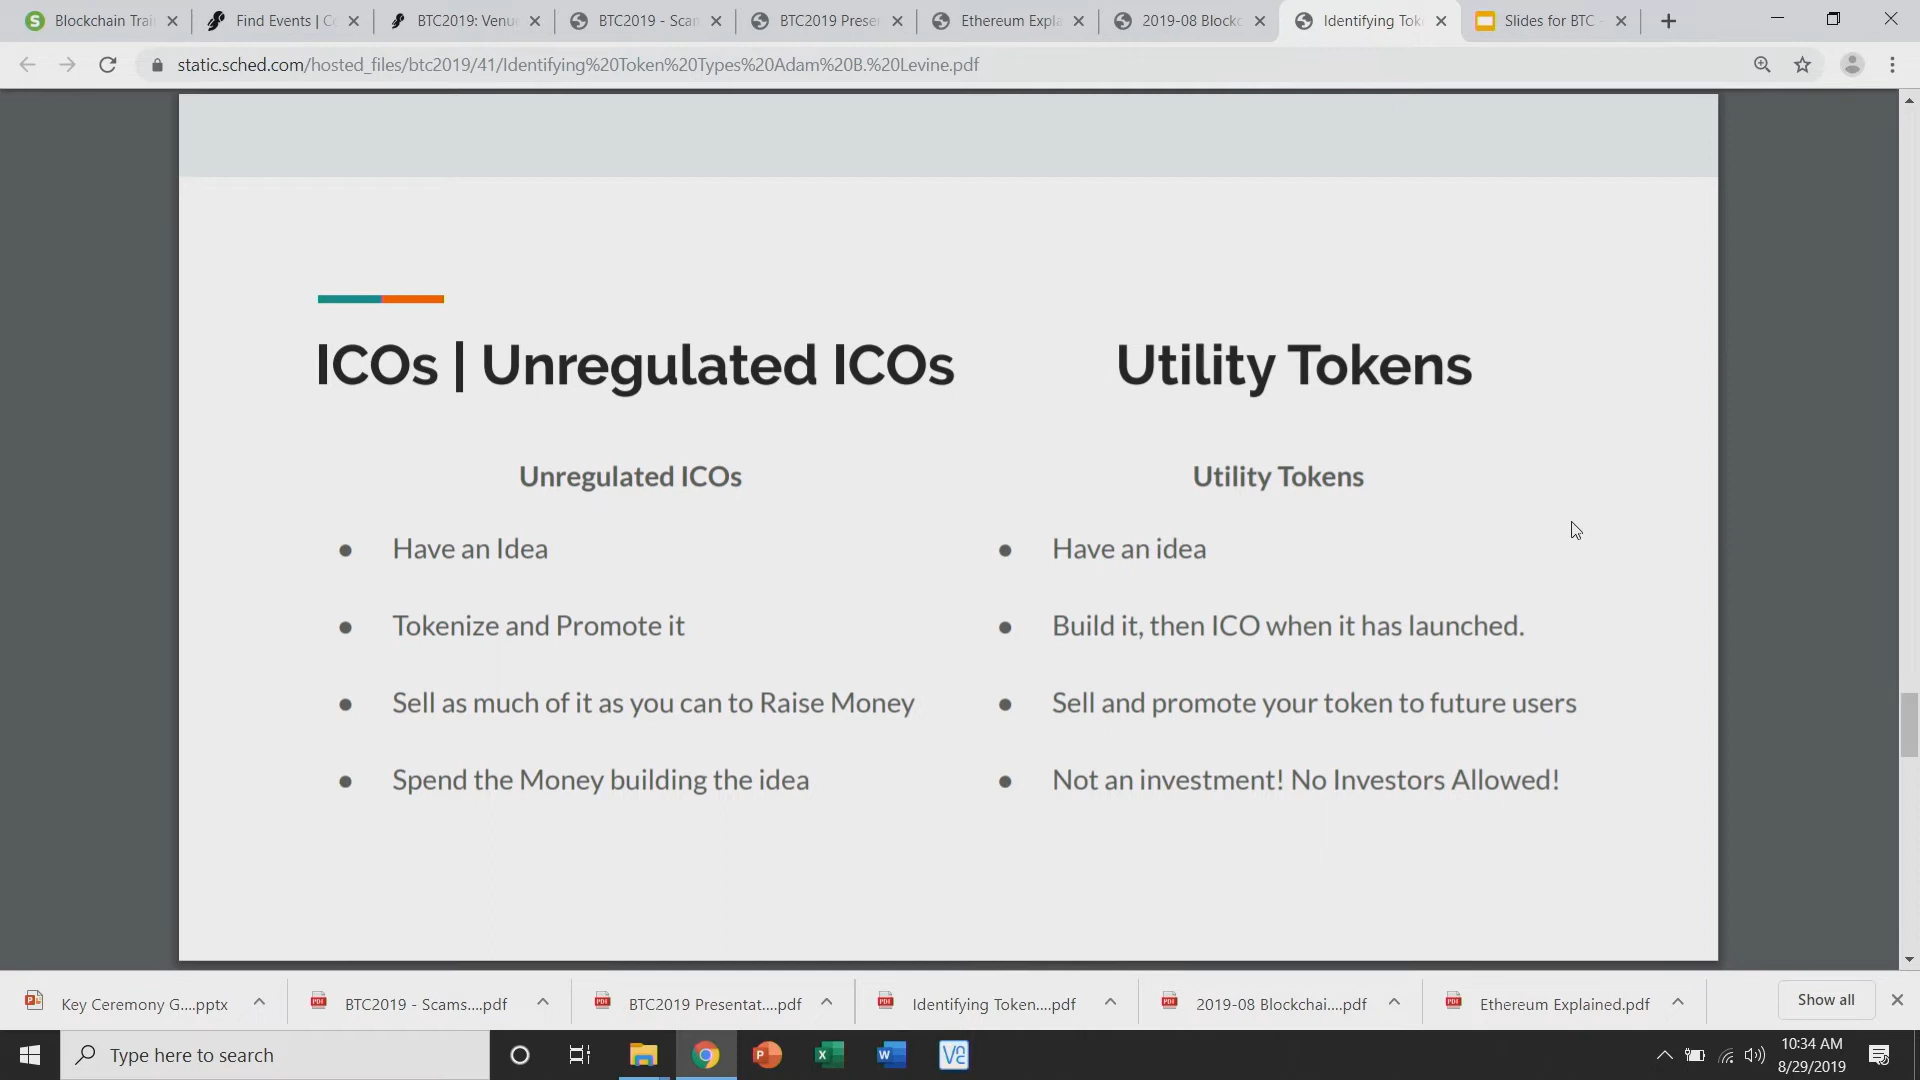 Blockchain Trai
Find Events | C
BTC2019: Venu
BTC2019 - Scan
BTC2019 Prese
Ethereum Expla
2019-08 Blockc
Identifying Tok
Slides for BTC -
static.sched.com/hosted_files/btc2019/41/Identifying%20Token%20Types%20Adam%20B.%20Levine.pdf
ICOs | Unregulated ICOs
Utility Tokens
Unregulated ICOs
Have an Idea
Tokenize and Promote it
Sell as much of it as you can to Raise Money
Spend the Money building the idea
Utility Tokens
Have an idea
Build it, then ICO when it has launched.
Sell and promote your token to future users
Not an investment! No Investors Allowed!
Key Ceremony G....pptx
BTC2019 - Scams....pdf
BTC2019 Presentat....pdf
Identifying Token....pdf
2019-08 Blockchai....pdf
Ethereum Explained.pdf
Show all
Type here to search
10:34 AM
8/29/2019